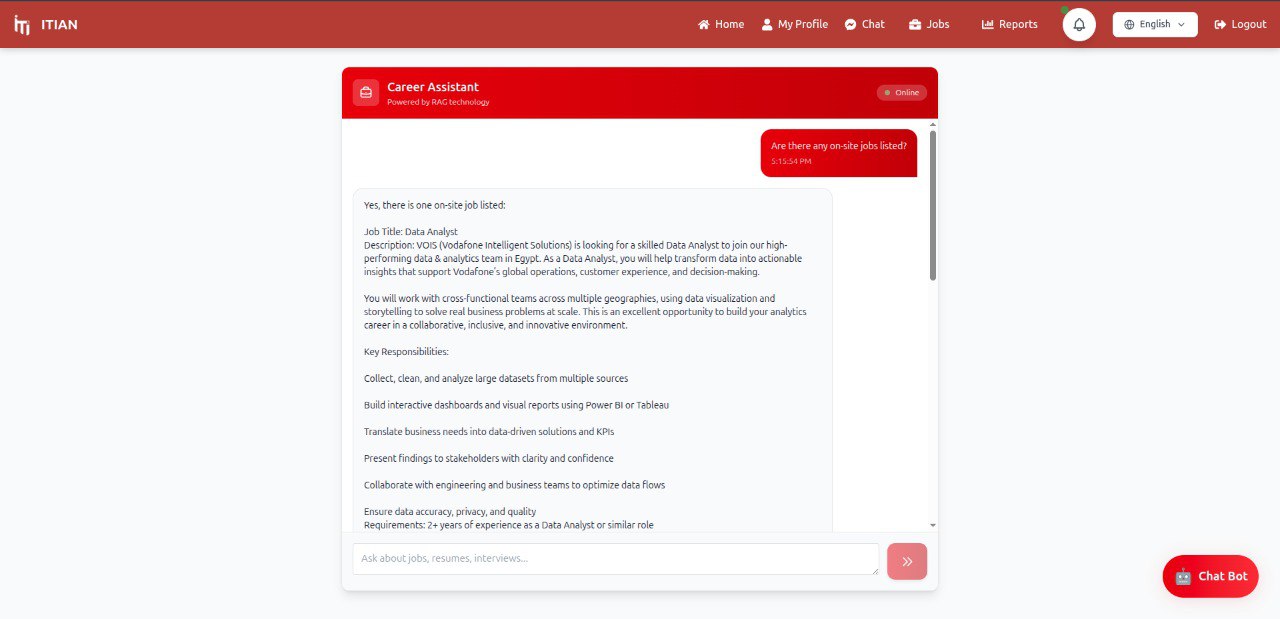 ITIAN
Home
My Profile
Chat
Jobs
Reports
English
Logout
Career Assistant
Powered by RAG technology
Online
Are there any on-site jobs listed?
5:15:54 PM
Yes, there is one on-site job listed:
Job Title: Data Analyst
Description: VOIS (Vodafone Intelligent Solutions) is looking for a skilled Data Analyst to join our high-
performing data & analytics team in Egypt. As a Data Analyst, you will help transform data into actionable
insights that support Vodafone's global operations, customer experience, and decision-making.
You will work with cross-functional teams across multiple geographies, using data visualization and
storytelling to solve real business problems at scale. This is an excellent opportunity to build your analytics
career in a collaborative, inclusive, and innovative environment.
Key Responsibilities:
Collect, clean, and analyze large datasets from multiple sources
Build interactive dashboards and visual reports using Power BI or Tableau
Translate business needs into data-driven solutions and KPIs
Present findings to stakeholders with clarity and confidence
Collaborate with engineering and business teams to optimize data flows
Ensure data accuracy, privacy, and quality
Requirements: 2+ years of experience as a Data Analyst or similar role
Ask about jobs, resumes, interviews...
Chat Bot